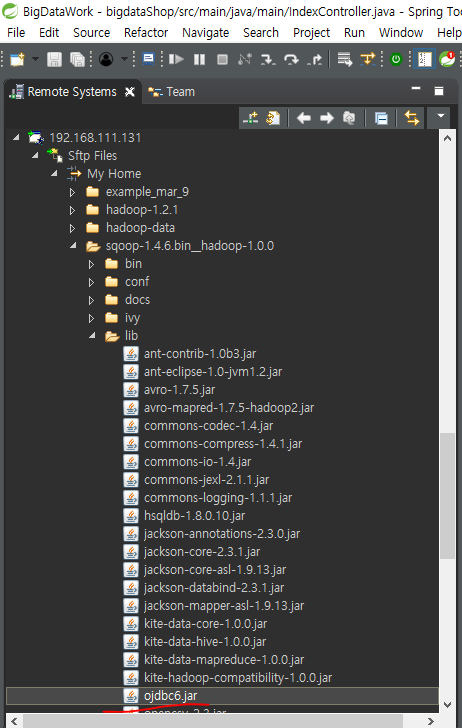 BigDataWork - bigdataShop/src/main/java/main/IndexController.java - Spring Too
File Edit Source Refactor Navigate Search Project Run Window Help
Remote Systems Team
192.168.111.131
Sftp Files
My Home
example_mar_9
hadoop-1.2.1
hadoop-data
sqoop-1.4.6.bin__hadoop-1.0.0
bin
conf
docs
ivy
lib
ant-contrib-1.0b3.jar
ant-eclipse-1.0-jvm1.2.jar
avro-1.7.5.jar
avro-mapred-1.7.5-hadoop2.jar
commons-codec-1.4.jar
commons-compress-1.4.1.jar
commons-io-1.4.jar
commons-jexl-2.1.1.jar
commons-logging-1.1.1.jar
hsqldb-1.8.0.10.jar
jackson-annotations-2.3.0.jar
jackson-core-2.3.1.jar
jackson-core-asl-1.9.13.jar
jackson-databind-2.3.1.jar
jackson-mapper-asl-1.9.13.jar
kite-data-core-1.0.0.jar
kite-data-hive-1.0.0.jar
kite-data-mapreduce-1.0.0.jar
kite-hadoop-compatibility-1.0.0.jar
ojdbc6.jar